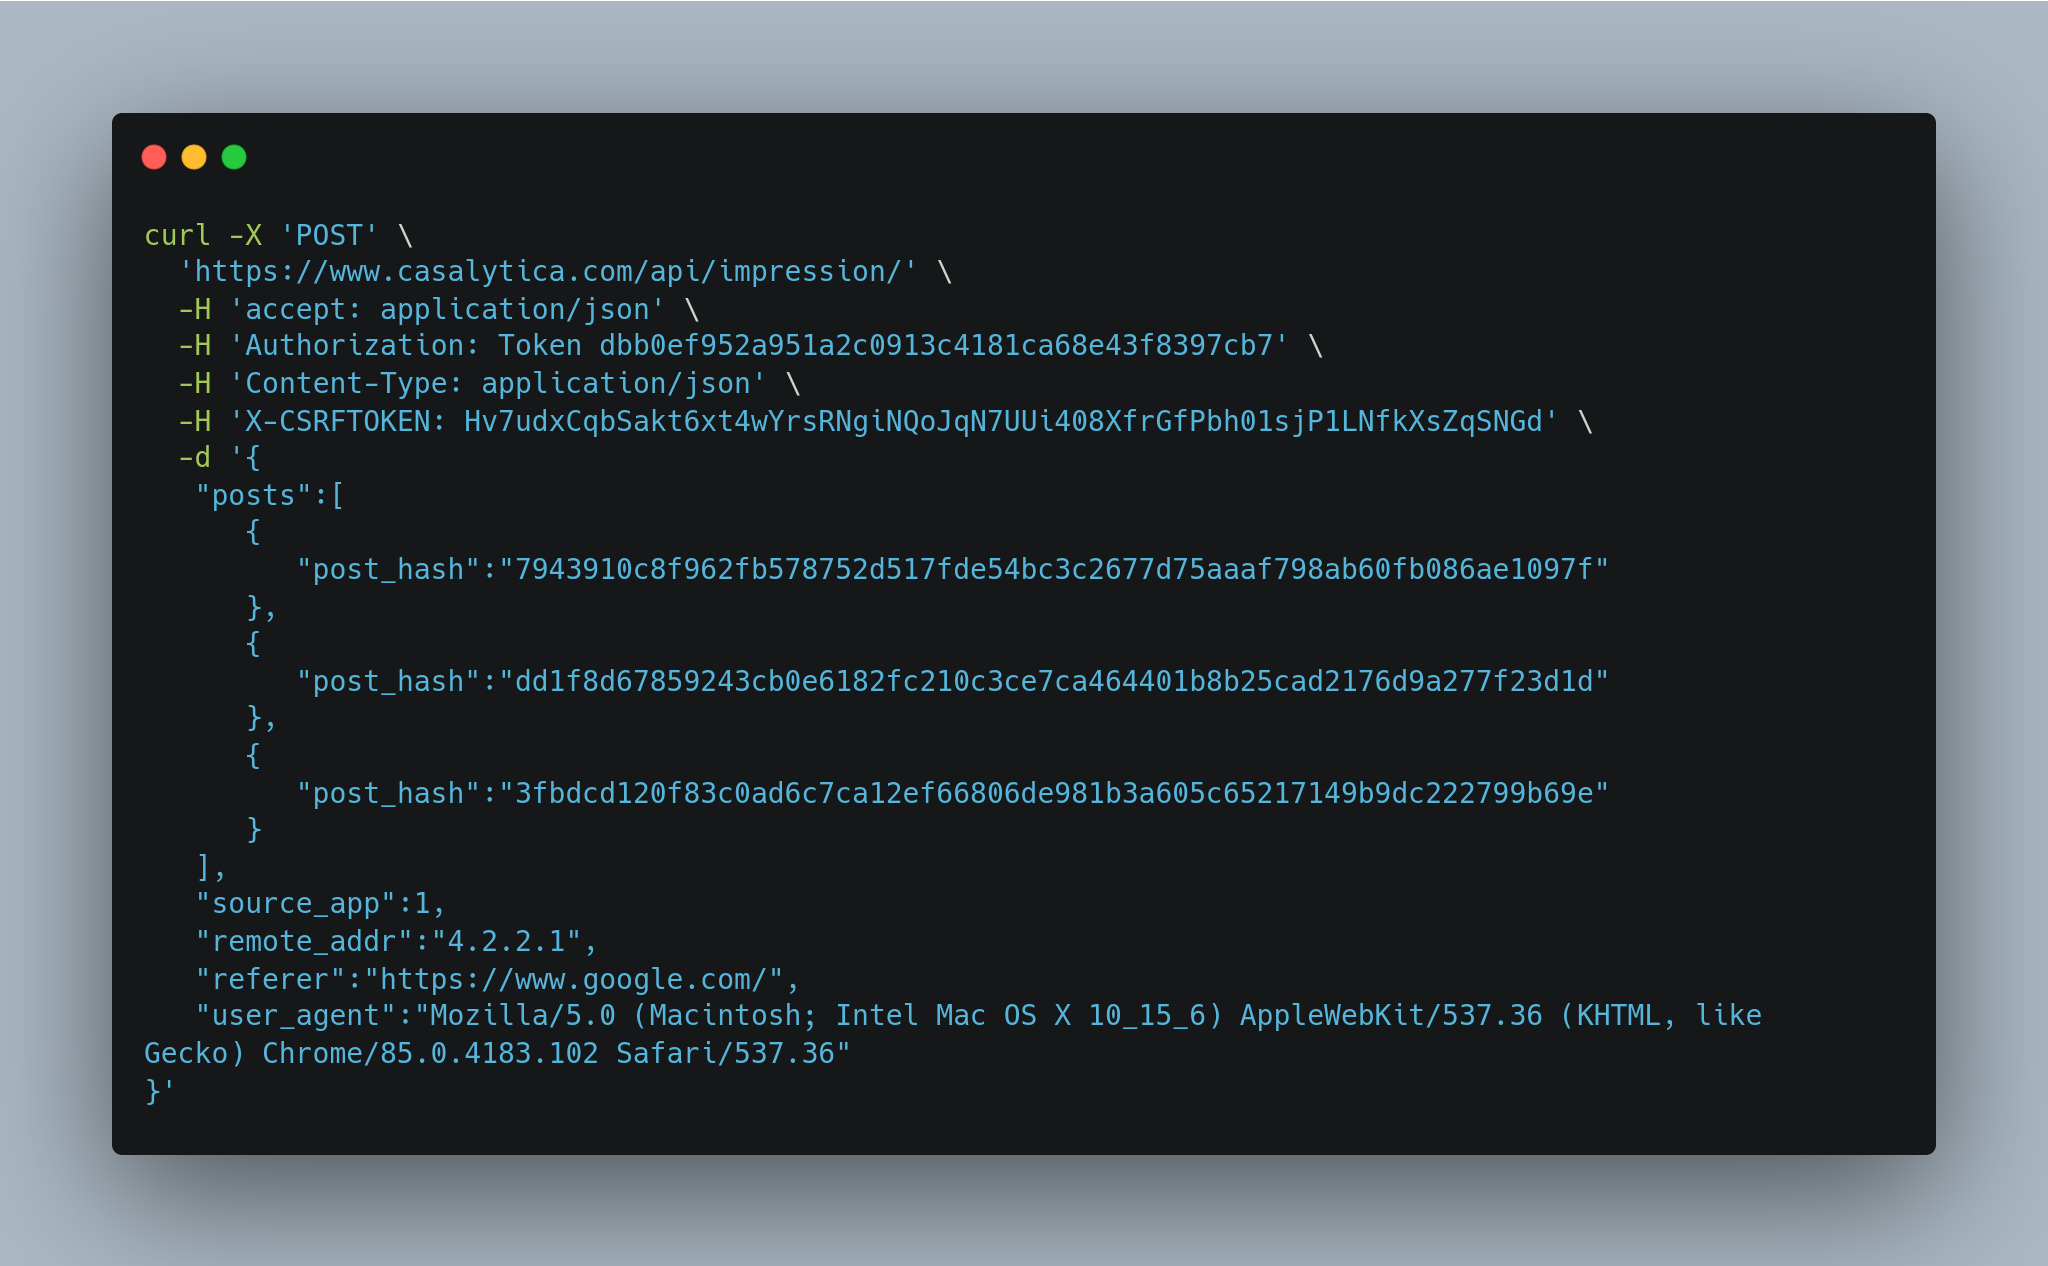 curl -X 'POST' \
  'https://www.casalytica.com/api/impression/' \
  -H 'accept: application/json' \
  -H 'Authorization: Token dbb0ef952a951a2c0913c4181ca68e43f8397cb7' \
  -H 'Content-Type: application/json' \
  -H 'X-CSRFTOKEN: Hv7udxCqbSakt6xt4wYrsRNgiNQoJqN7UUi408XfrGfPbh01sjP1LNfkXsZqSNGd' \
  -d '{
   "posts":[
      {
         "post_hash":"7943910c8f962fb578752d517fde54bc3c2677d75aaaf798ab60fb086ae1097f"
      },
      {
         "post_hash":"dd1f8d67859243cb0e6182fc210c3ce7ca464401b8b25cad2176d9a277f23d1d"
      },
      {
         "post_hash":"3fbdcd120f83c0ad6c7ca12ef66806de981b3a605c65217149b9dc222799b69e"
      }
   ],
   "source_app":1,
   "remote_addr":"4.2.2.1",
   "referer":"https://www.google.com/",
   "user_agent":"Mozilla/5.0 (Macintosh; Intel Mac OS X 10_15_6) AppleWebKit/537.36 (KHTML, like
Gecko) Chrome/85.0.4183.102 Safari/537.36"
}'